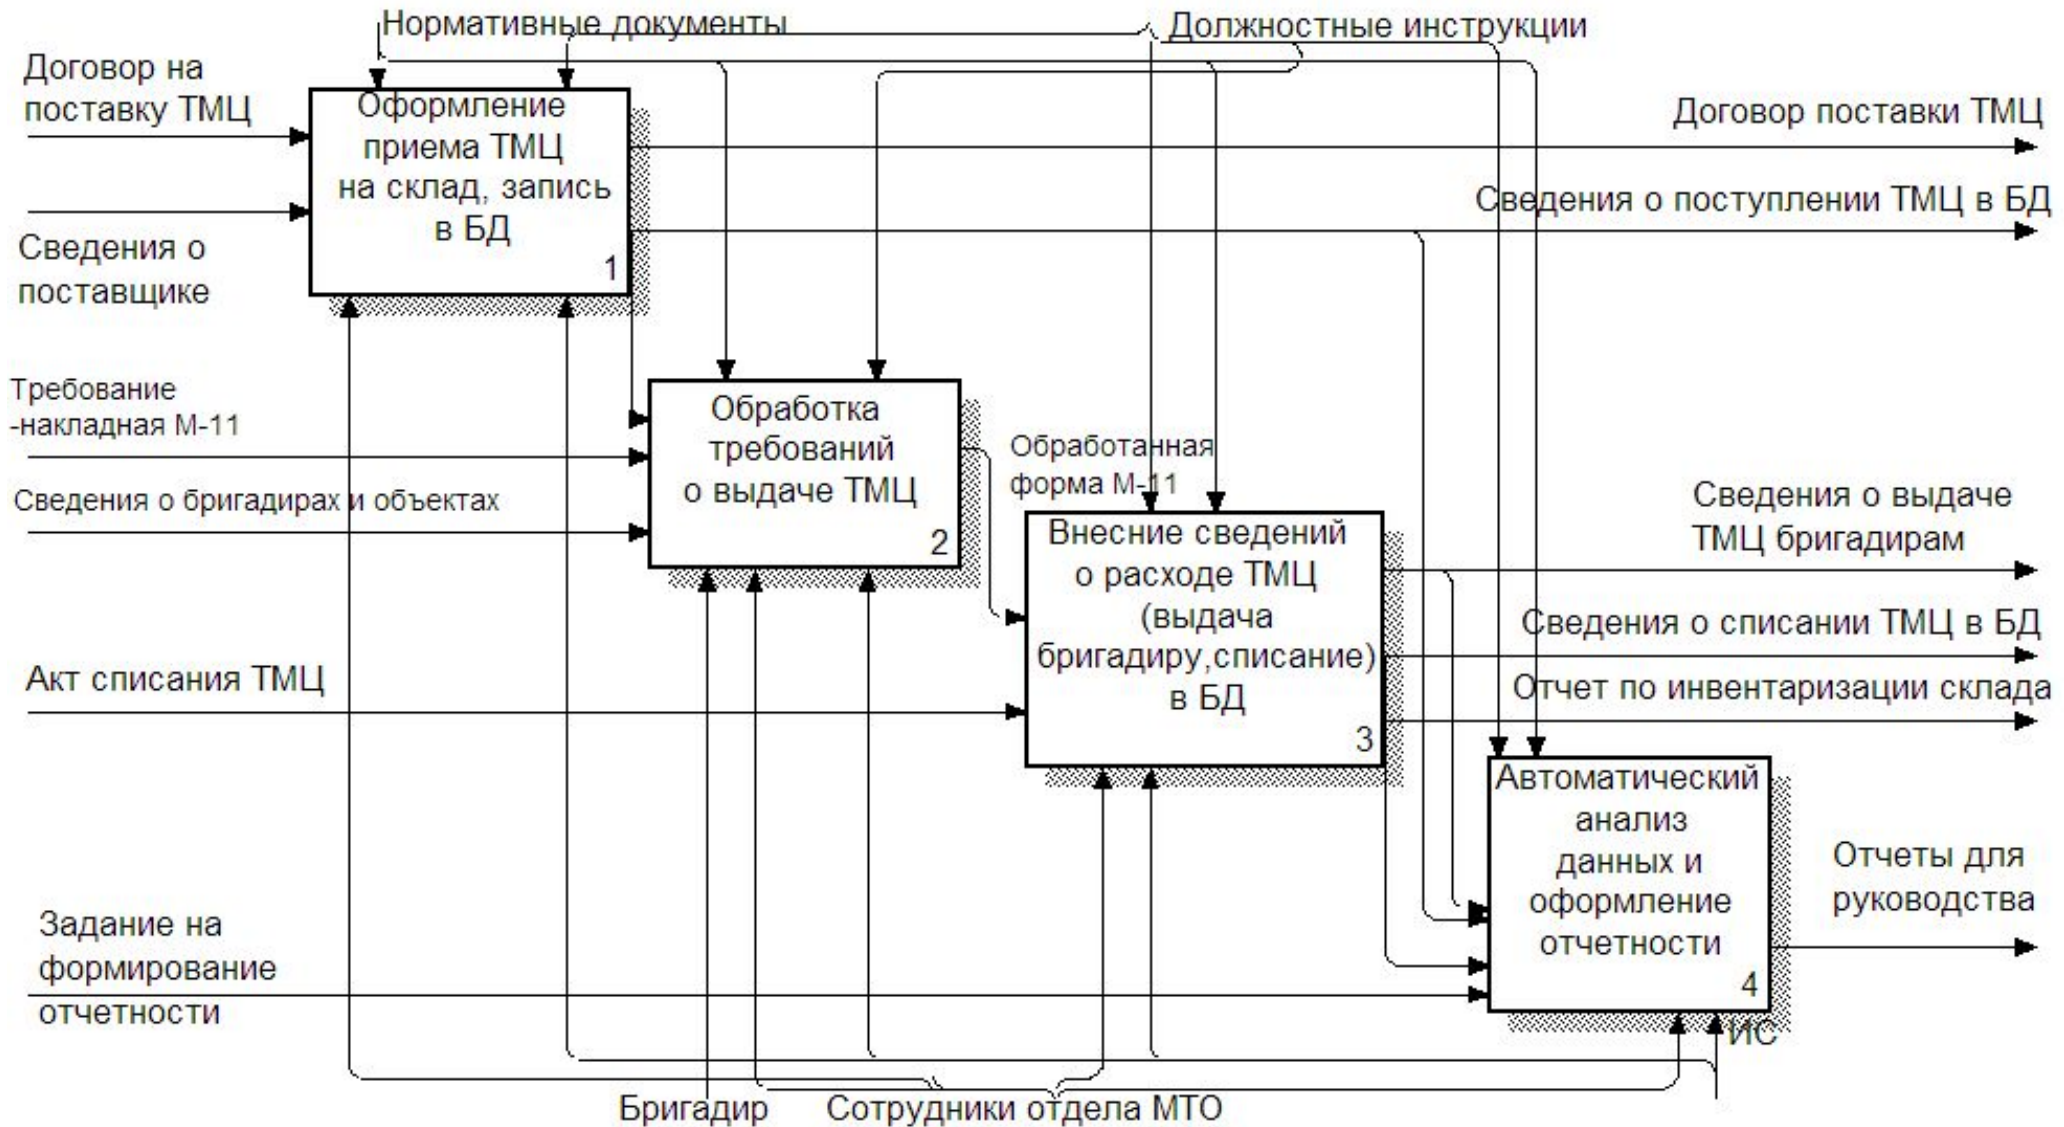 Нормативные документы
Должностные инструкции
Договор на
поставку ТМЦ
Оформление
приема ТМЦ
на склад, запись
в БД
1
Договор поставки ТМЦ
Сведения о поступлении ТМЦ в БД
Сведения о
поставщике
Требование
-накладная М-11
Сведения о бригадирах и объектах
Обработка
требований
о выдаче ТМЦ
2
Обработанная
форма М-11
Внесние сведений
о расходе ТМЦ
(выдача
бригадиру,списание)
в БД
3
Сведения о выдаче
ТМЦ бригадирам
Сведения о списании ТМЦ в БД
Отчет по инвентаризации склада
Акт списания ТМЦ
Автоматический
анализ
данных и
оформление
отчетности
4
Отчеты для
руководства
Задание на
формирование
отчетности
ИС
Бригадир
Сотрудники отдела МТО